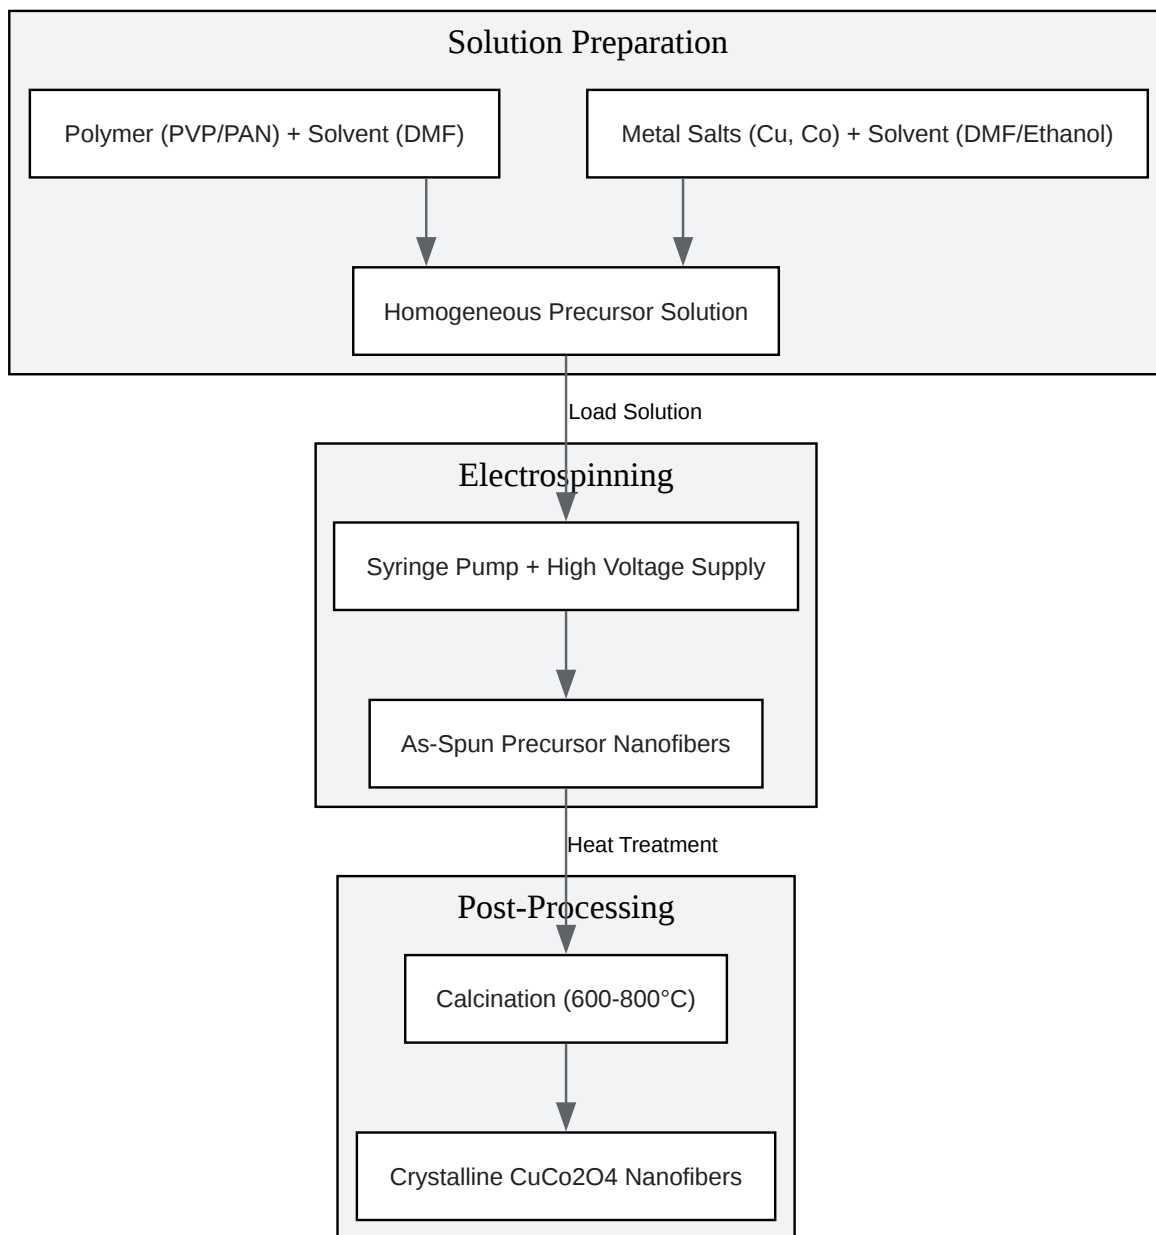 Solution Preparation
Polymer (PVP/PAN) + Solvent (DMF)
Metal Salts (Cu, Co) + Solvent (DMF/Ethanol)
Homogeneous Precursor Solution
Load Solution
Electrospinning
Syringe Pump + High Voltage Supply
As-Spun Precursor Nanofibers
Heat Treatment
Post-Processing
Calcination (600-800°C)
Crystalline CuCo2O4 Nanofibers